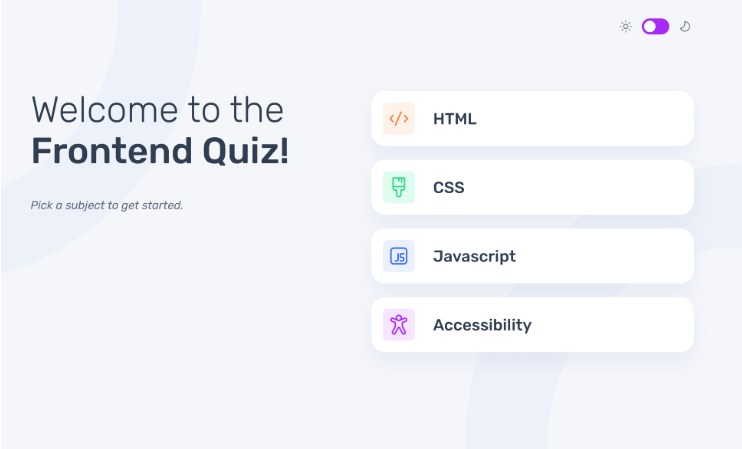 Welcome to the
Frontend Quiz!
Pick a subject to get started.
</> HTML
CSS
JS Javascript
Accessibility